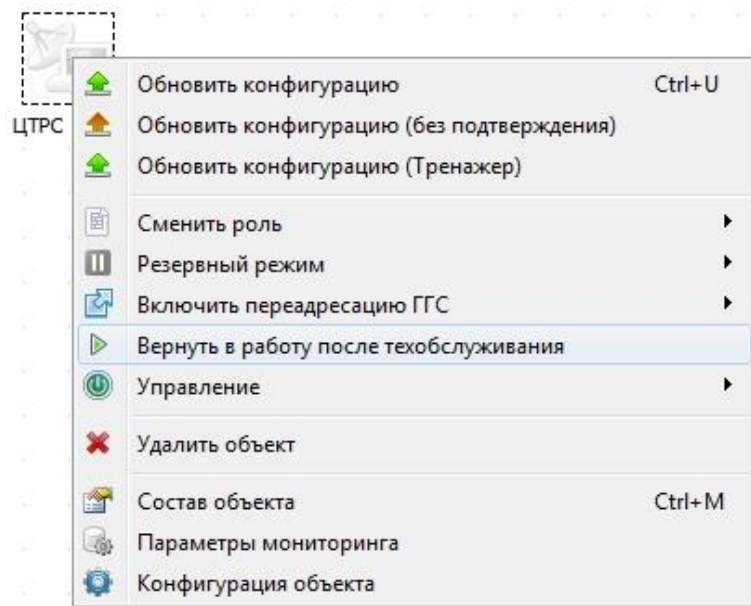 Обновить конфигурацию Ctrl+U
ЦТРС
Обновить конфигурацию (без подтверждения)
Обновить конфигурацию (Тренажер)
Сменить роль
Резервный режим
Включить переадресацию ГГС
Вернуть в работу после техобслуживания
Управление
Удалить объект
Состав объекта Ctrl+M
Параметры мониторинга
Конфигурация объекта